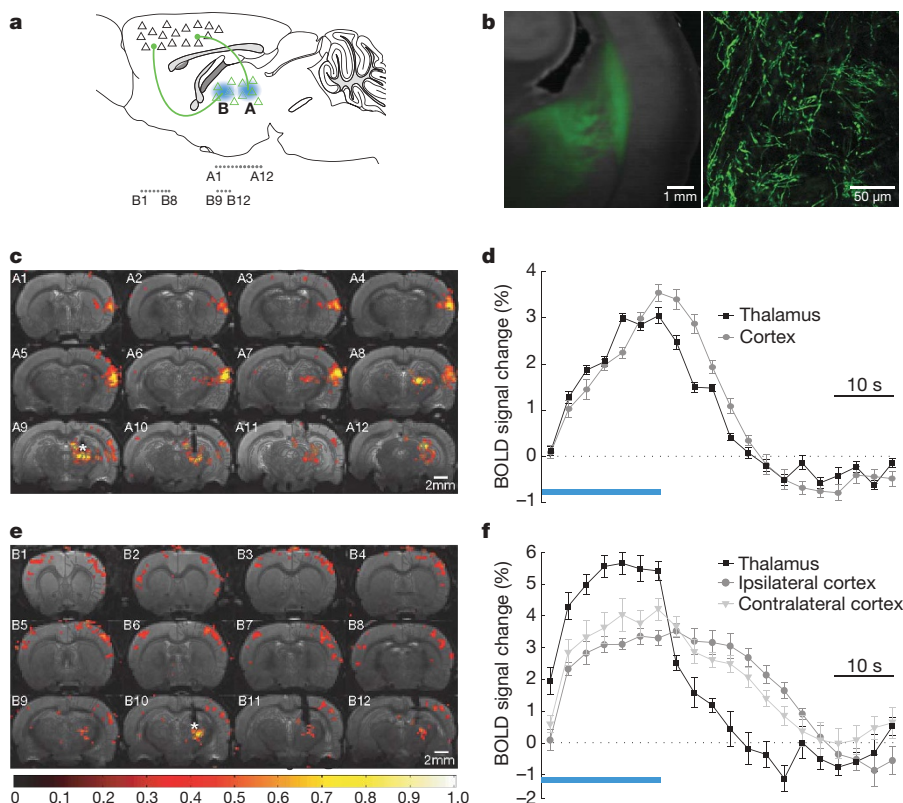 a
B A
A1 A12
B1 B8 B9 B12
b
1 mm
50 µm
c
A1 A2 A3 A4
A5 A6 A7 A8
A9 A10 A11 A12
*
2mm
d
BOLD signal change (%)
4
3
2
1
0
–1
Thalamus
Cortex
10 s
e
B1 B2 B3 B4
B5 B6 B7 B8
B9 B10 B11 B12
*
2mm
0 0.1 0.2 0.3 0.4 0.5 0.6 0.7 0.8 0.9 1.0
f
BOLD signal change (%)
6
5
4
3
2
1
0
–1
–2
Thalamus
Ipsilateral cortex
Contralateral cortex
10 s